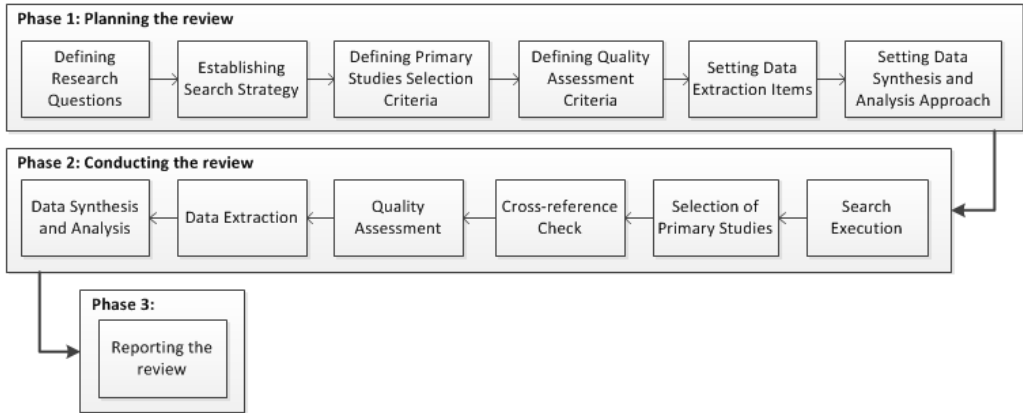 Phase 1: Planning the review
Defining
Research
Questions
Establishing
Search Strategy
Defining Primary
Studies Selection
Criteria
Defining Quality
Assessment
Criteria
Setting Data
Extraction Items
Setting Data
Synthesis and
Analysis Approach
Phase 2: Conducting the review
Data Synthesis
and Analysis
Data Extraction
Quality
Assessment
Cross-reference
Check
Selection of
Primary Studies
Search
Execution
Phase 3:
Reporting the
review